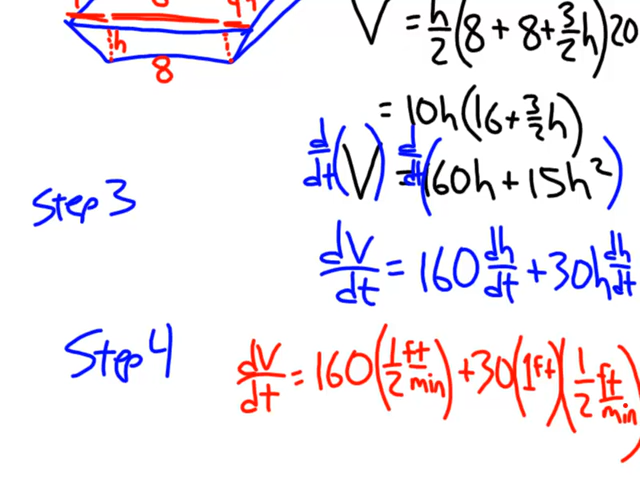 V = h/2(8 + 8 + 3/2h)20
h
8
= 10h(16 + 3/2h)
d/dt(V) = d/dt(160h + 15h²)
Step 3
dV/dt = 160 dh/dt + 30h dh/dt
Step 4
dV/dt = 160(1/2 ft/min) + 30(1ft)(1/2 ft/min)